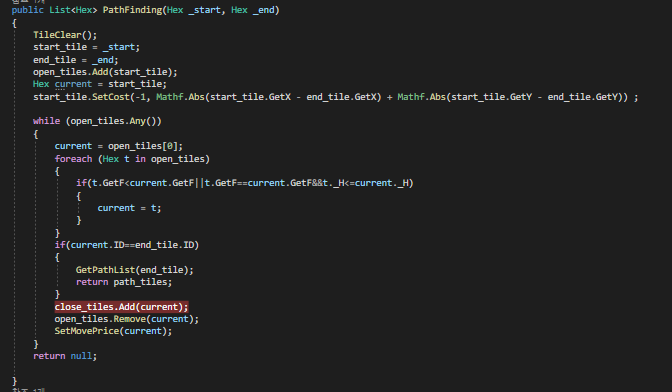 public List<Hex> PathFinding(Hex _start, Hex _end)
{
TileClear();
start_tile = _start;
end_tile = _end;
open_tiles.Add(start_tile);
Hex current = start_tile;
start_tile.SetCost(-1, Mathf.Abs(start_tile.GetX - end_tile.GetX) + Mathf.Abs(start_tile.GetY - end_tile.GetY)) ;
while (open_tiles.Any())
{
current = open_tiles[0];
foreach (Hex t in open_tiles)
{
if(t.GetF<current.GetF||t.GetF==current.GetF&&t._H<=current._H)
{
current = t;
}
}
if(current.ID==end_tile.ID)
{
GetPathList(end_tile);
return path_tiles;
}
close_tiles.Add(current);
open_tiles.Remove(current);
SetMovePrice(current);
}
return null;
}